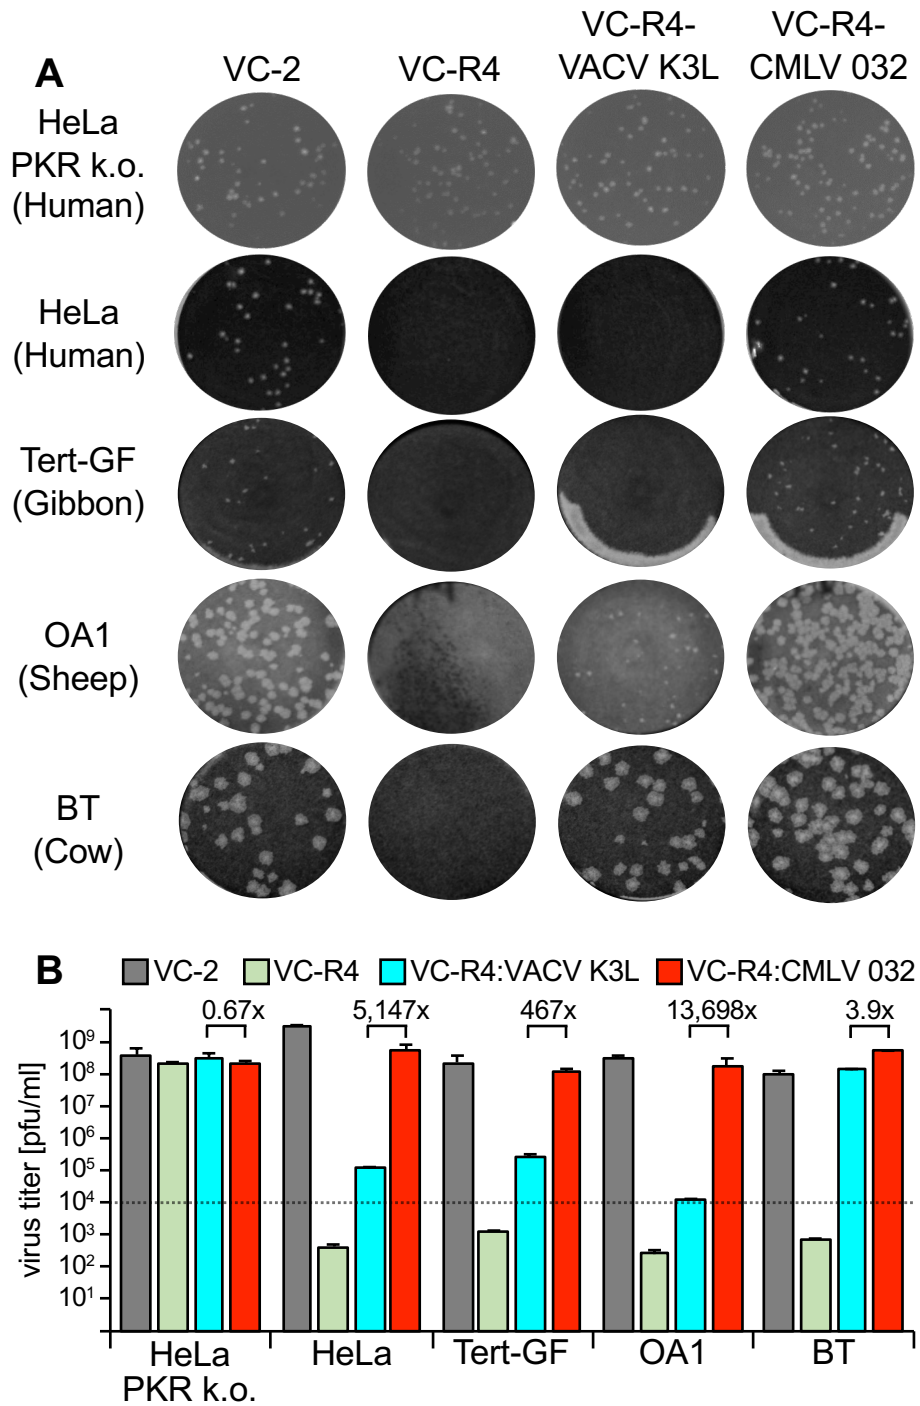 A
VC-2
VC-R4
VC-R4-
VACV K3L
VC-R4-
CMLV 032
HeLa
PKR k.o.
(Human)
HeLa
(Human)
Tert-GF
(Gibbon)
OA1
(Sheep)
BT
(Cow)
B
VC-2
VC-R4
VC-R4:VACV K3L
VC-R4:CMLV 032
0.67x
5,147x
467x
13,698x
3.9x
virus titer [pfu/ml]
10⁹
10⁸
10⁷
10⁶
10⁵
10⁴
10³
10²
10¹
HeLa
PKR k.o.
HeLa
Tert-GF
OA1
BT